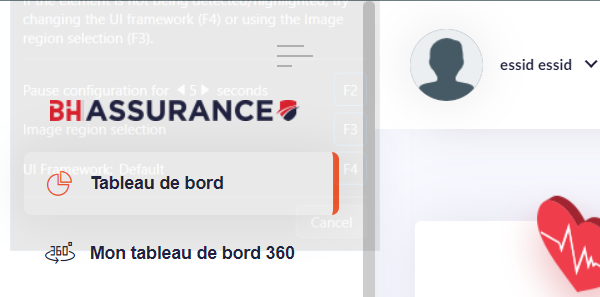 If the element is not being detected/highlighted, try
changing the UI framework (F4) or using the Image
region selection (F3).
essid essid
Pause configuration for 5 seconds F2
BH ASSURANCE
Image region selection F3
UI Framework: Default F4
Tableau de bord
Cancel
360°
Mon tableau de bord 360